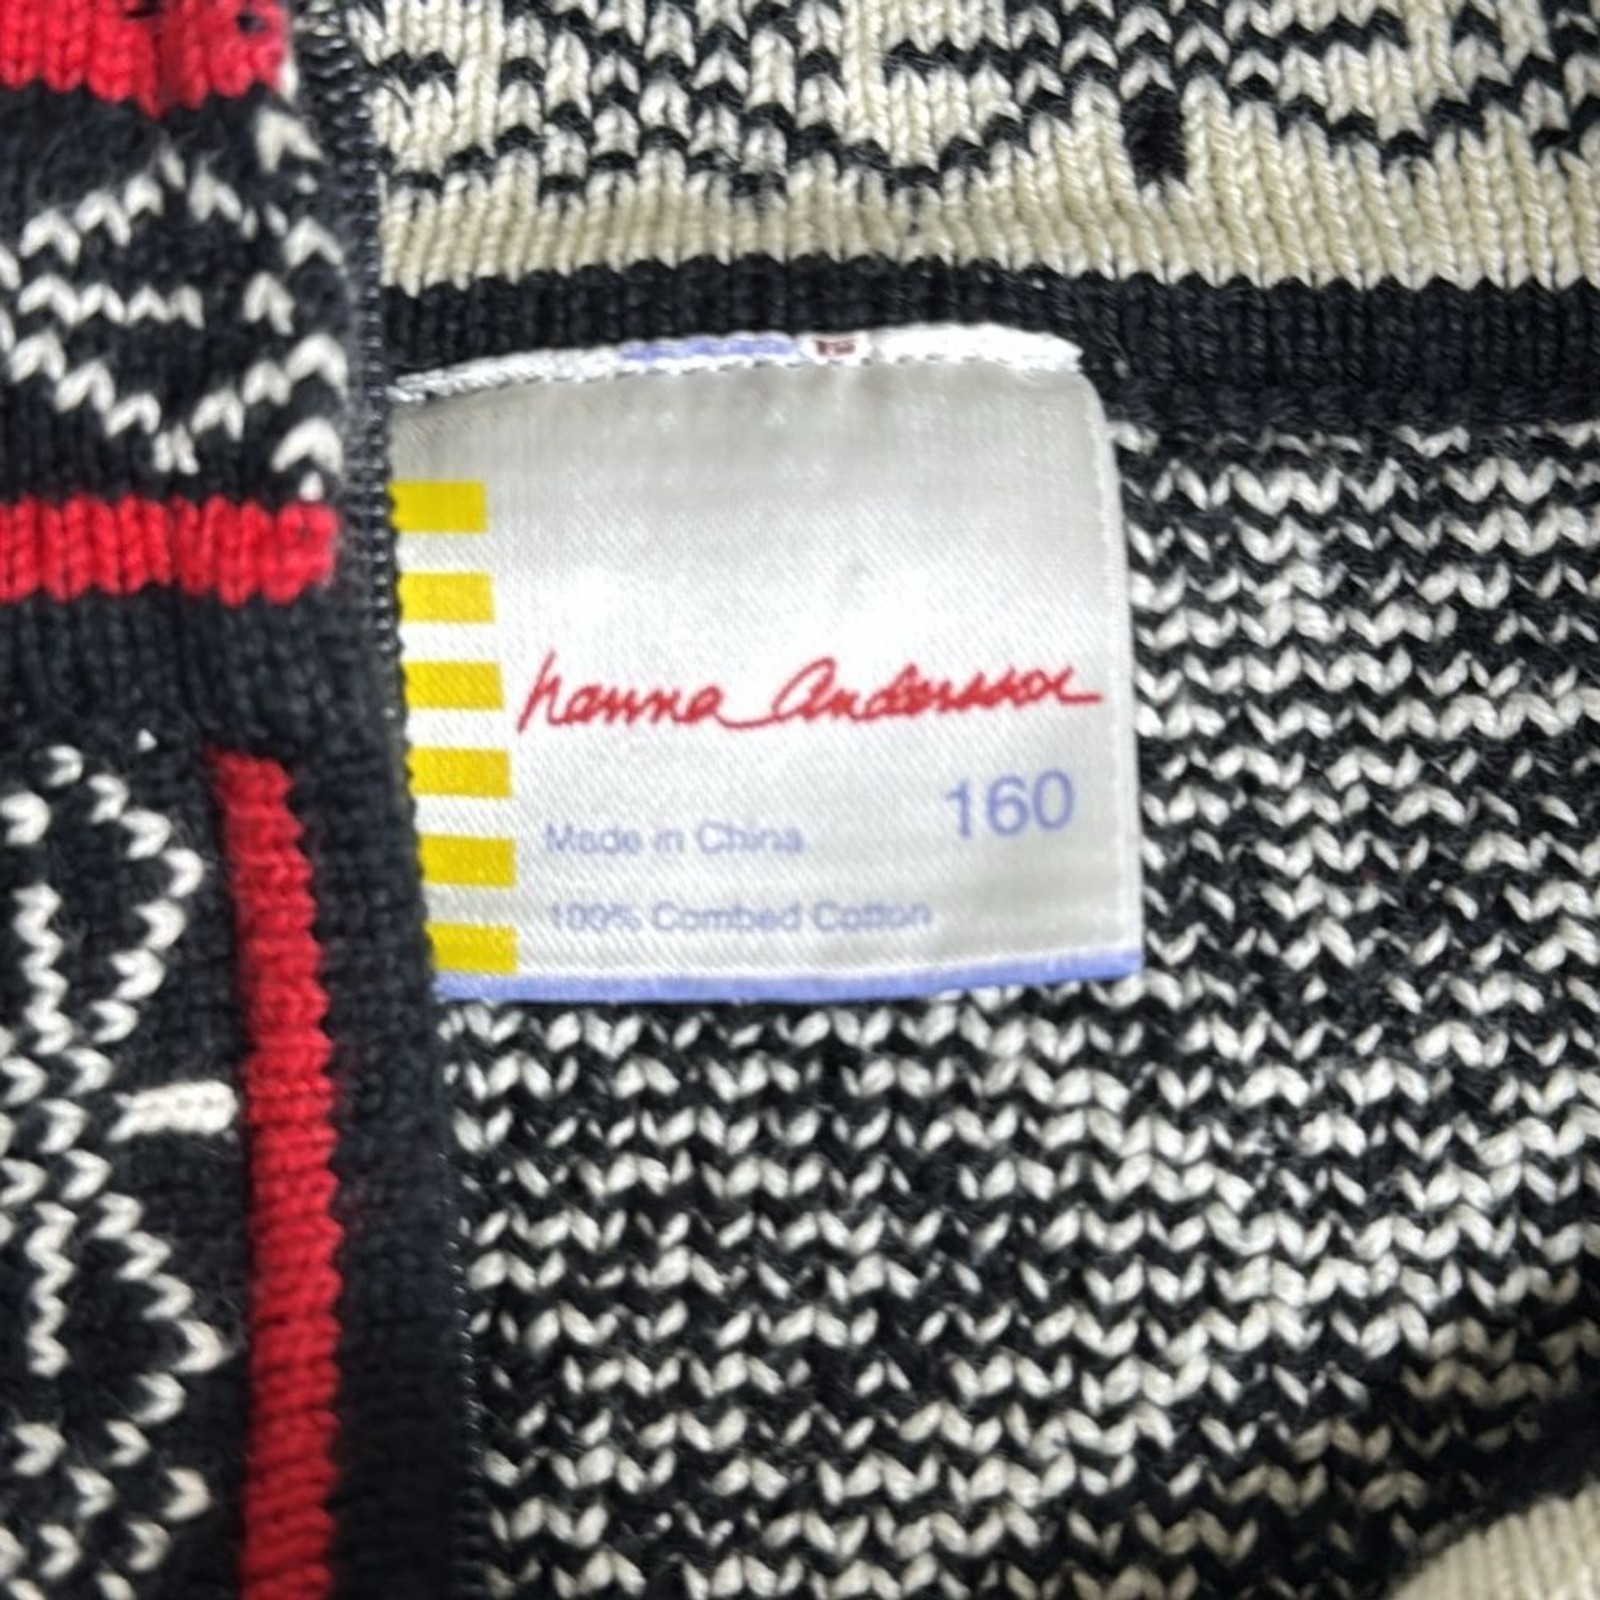 hanna Andersson
160
Made in China
100% Combed Cotton